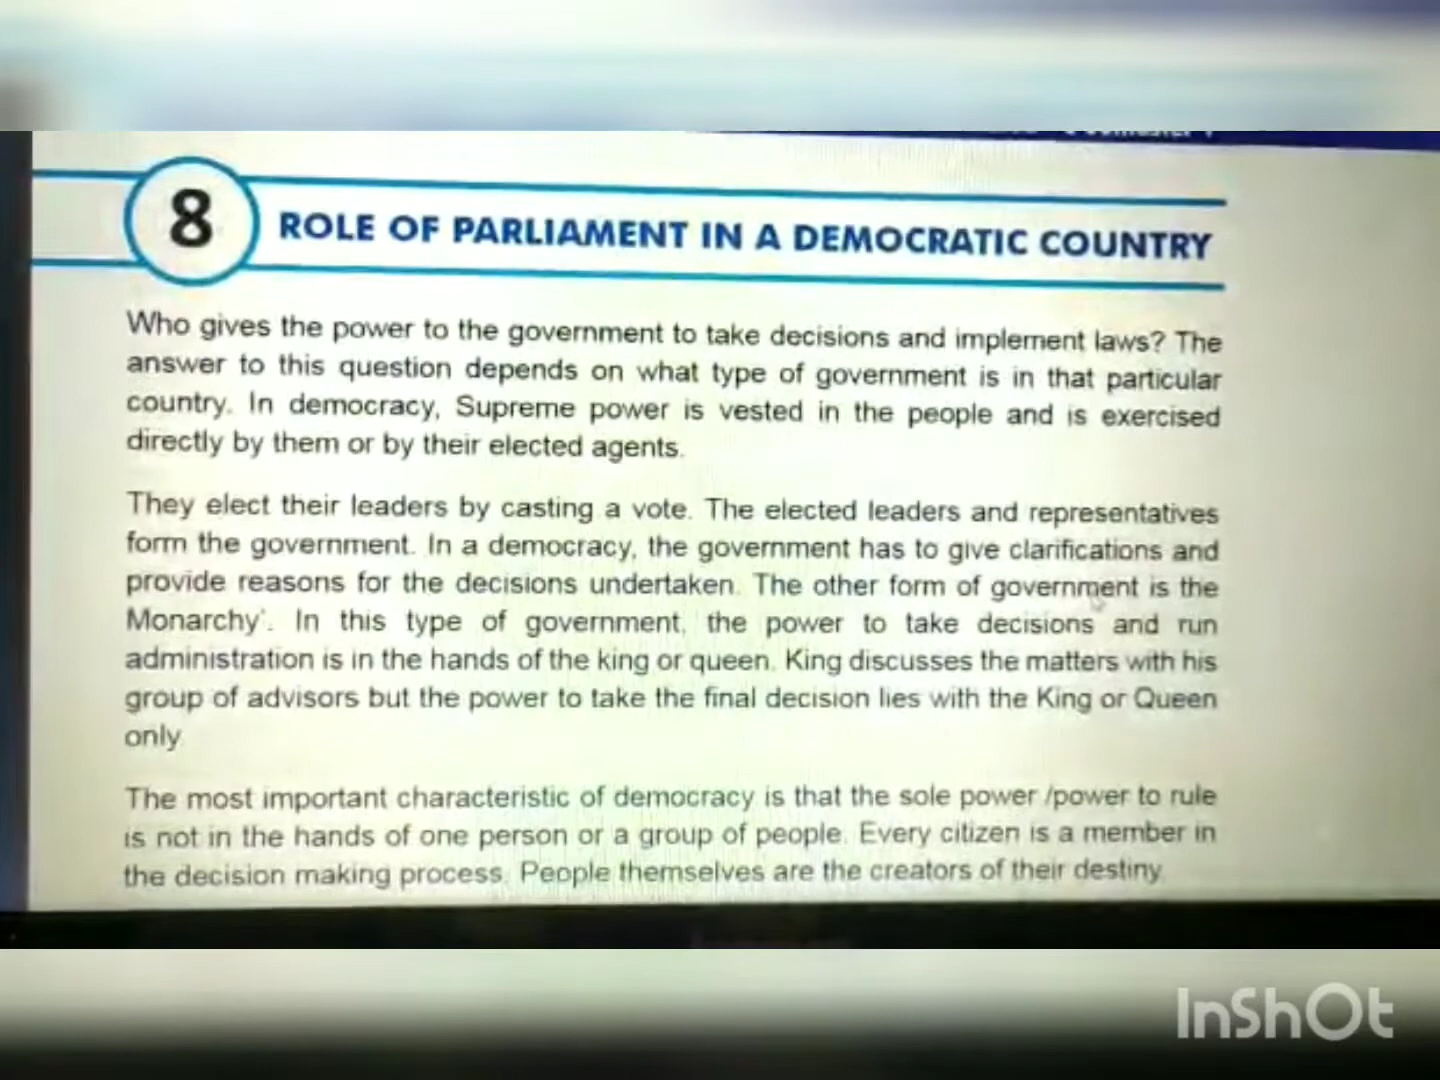 8
ROLE OF PARLIAMENT IN A DEMOCRATIC COUNTRY
Who gives the power to the government to take decisions and implement laws? The
answer to this question depends on what type of government is in that particular
country. In democracy, Supreme power is vested in the people and is exercised
directly by them or by their elected agents.
They elect their leaders by casting a vote. The elected leaders and representatives
form the government. In a democracy, the government has to give clarifications and
provide reasons for the decisions undertaken. The other form of government is the
Monarchy'. In this type of government, the power to take decisions and run
administration is in the hands of the king or queen. King discusses the matters with his
group of advisors but the power to take the final decision lies with the King or Queen
only
The most important characteristic of democracy is that the sole power /power to rule
is not in the hands of one person or a group of people. Every citizen is a member in
the decision making process. People themselves are the creators of their destiny.
InShOt